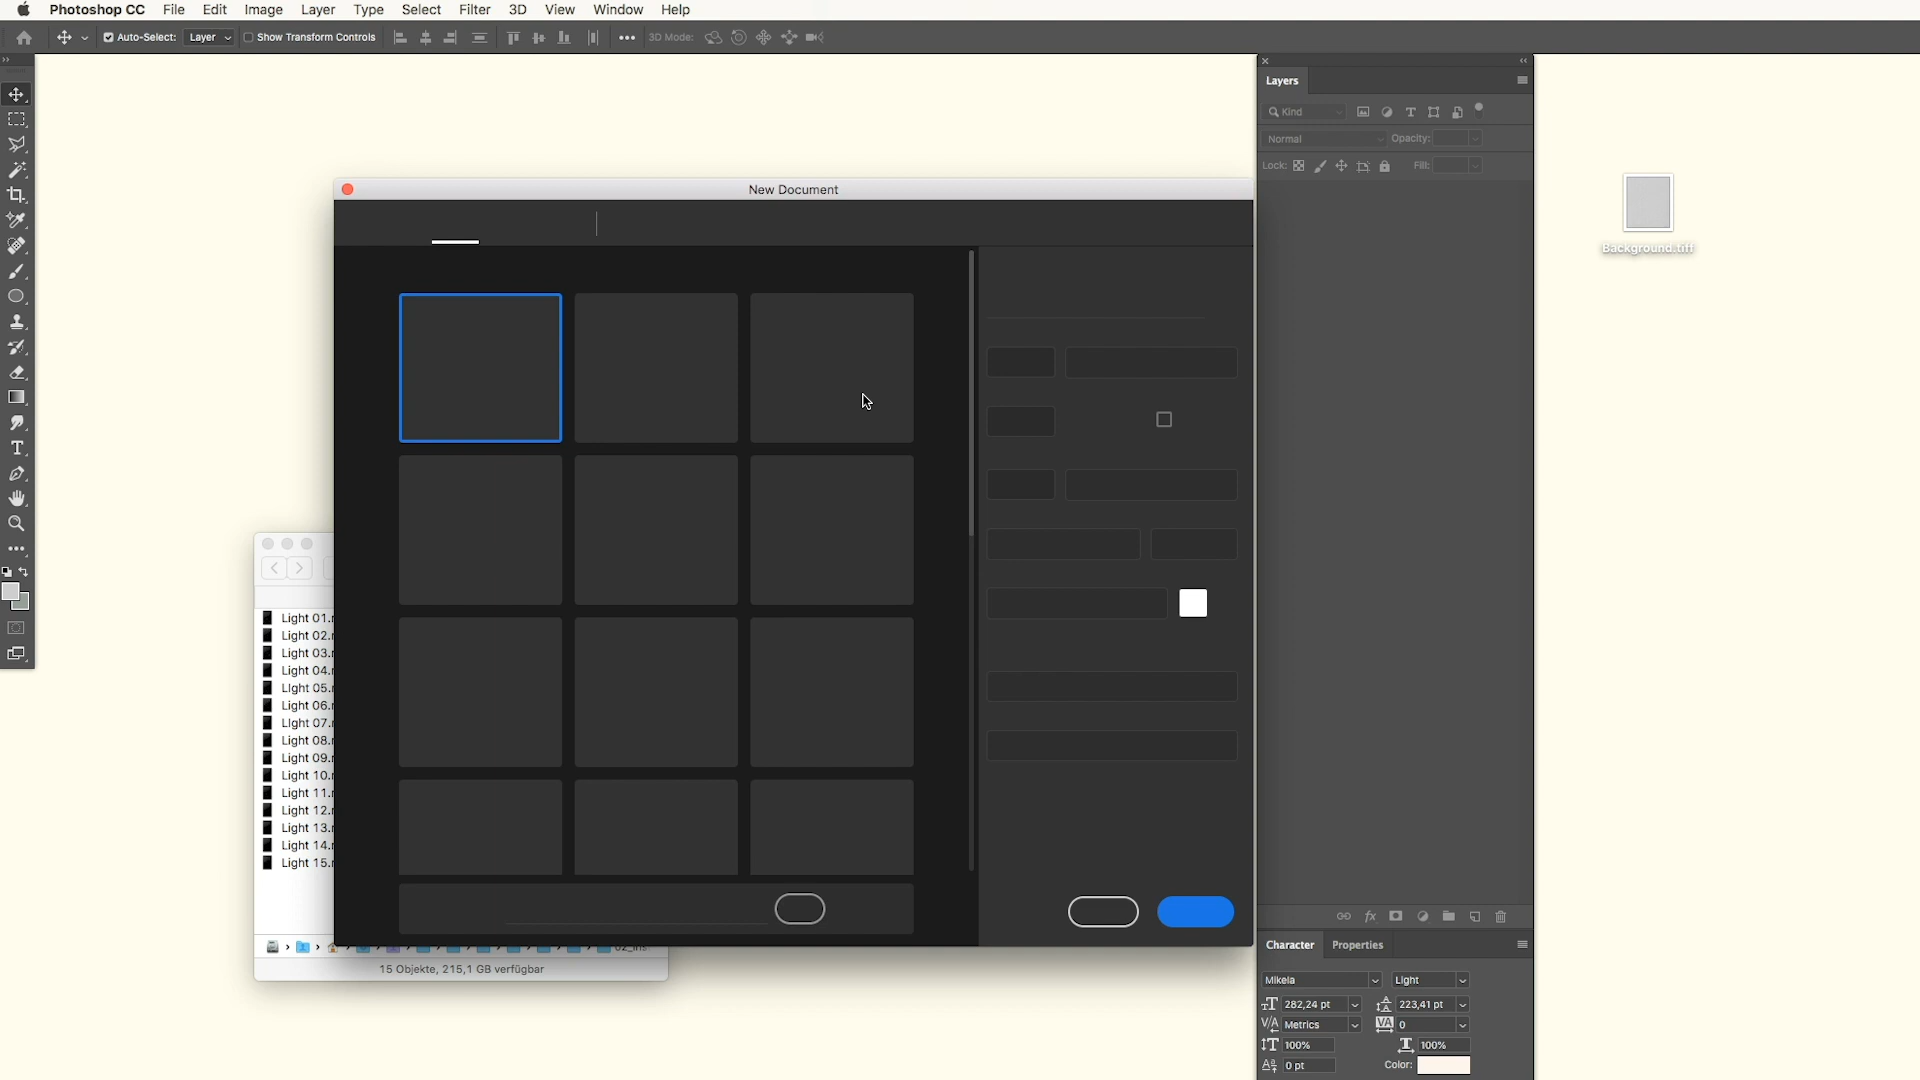 Photoshop CC File Edit Image Layer Type Select Filter 3D View Window Help
Auto-Select: Layer Show Transform Controls 3D Mode:
Layers
Kind
Normal Opacity:
Lock: Fill:
New Document
Background.tiff
Light 01.
Light 02.
Light 03.
Light 04.
Light 05.
Light 06.
Light 07.
Light 08.
Light 09.
Light 10.
Light 11.
Light 12.
Light 13.
Light 14.
Light 15.
15 Objekte, 215,1 GB verfügbar
Character Properties
Mikela Light
282,24 pt 223,41 pt
Metrics 0
100% 100%
0 pt Color: